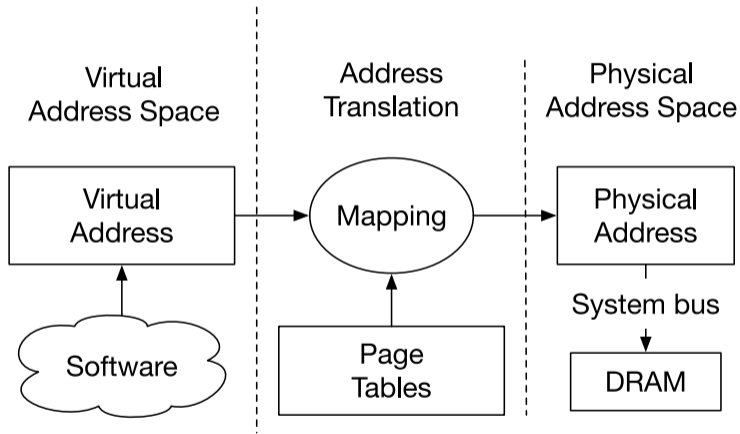 Virtual
Address Space
Address
Translation
Physical
Address Space
Virtual
Address
Mapping
Physical
Address
System bus
Software
Page
Tables
DRAM